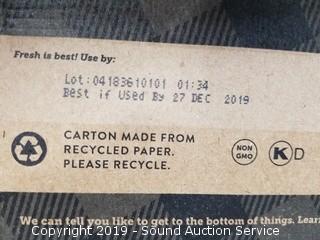 Fresh is best! Use by:
Lot:04183610101 01:34
Best if Used By 27 DEC 2019
CARTON MADE FROM
RECYCLED PAPER.
PLEASE RECYCLE.
NON
GMO
K D
We can tell you like to get to the bottom of things. Learn
Copyright 2019 - Sound Auction Service